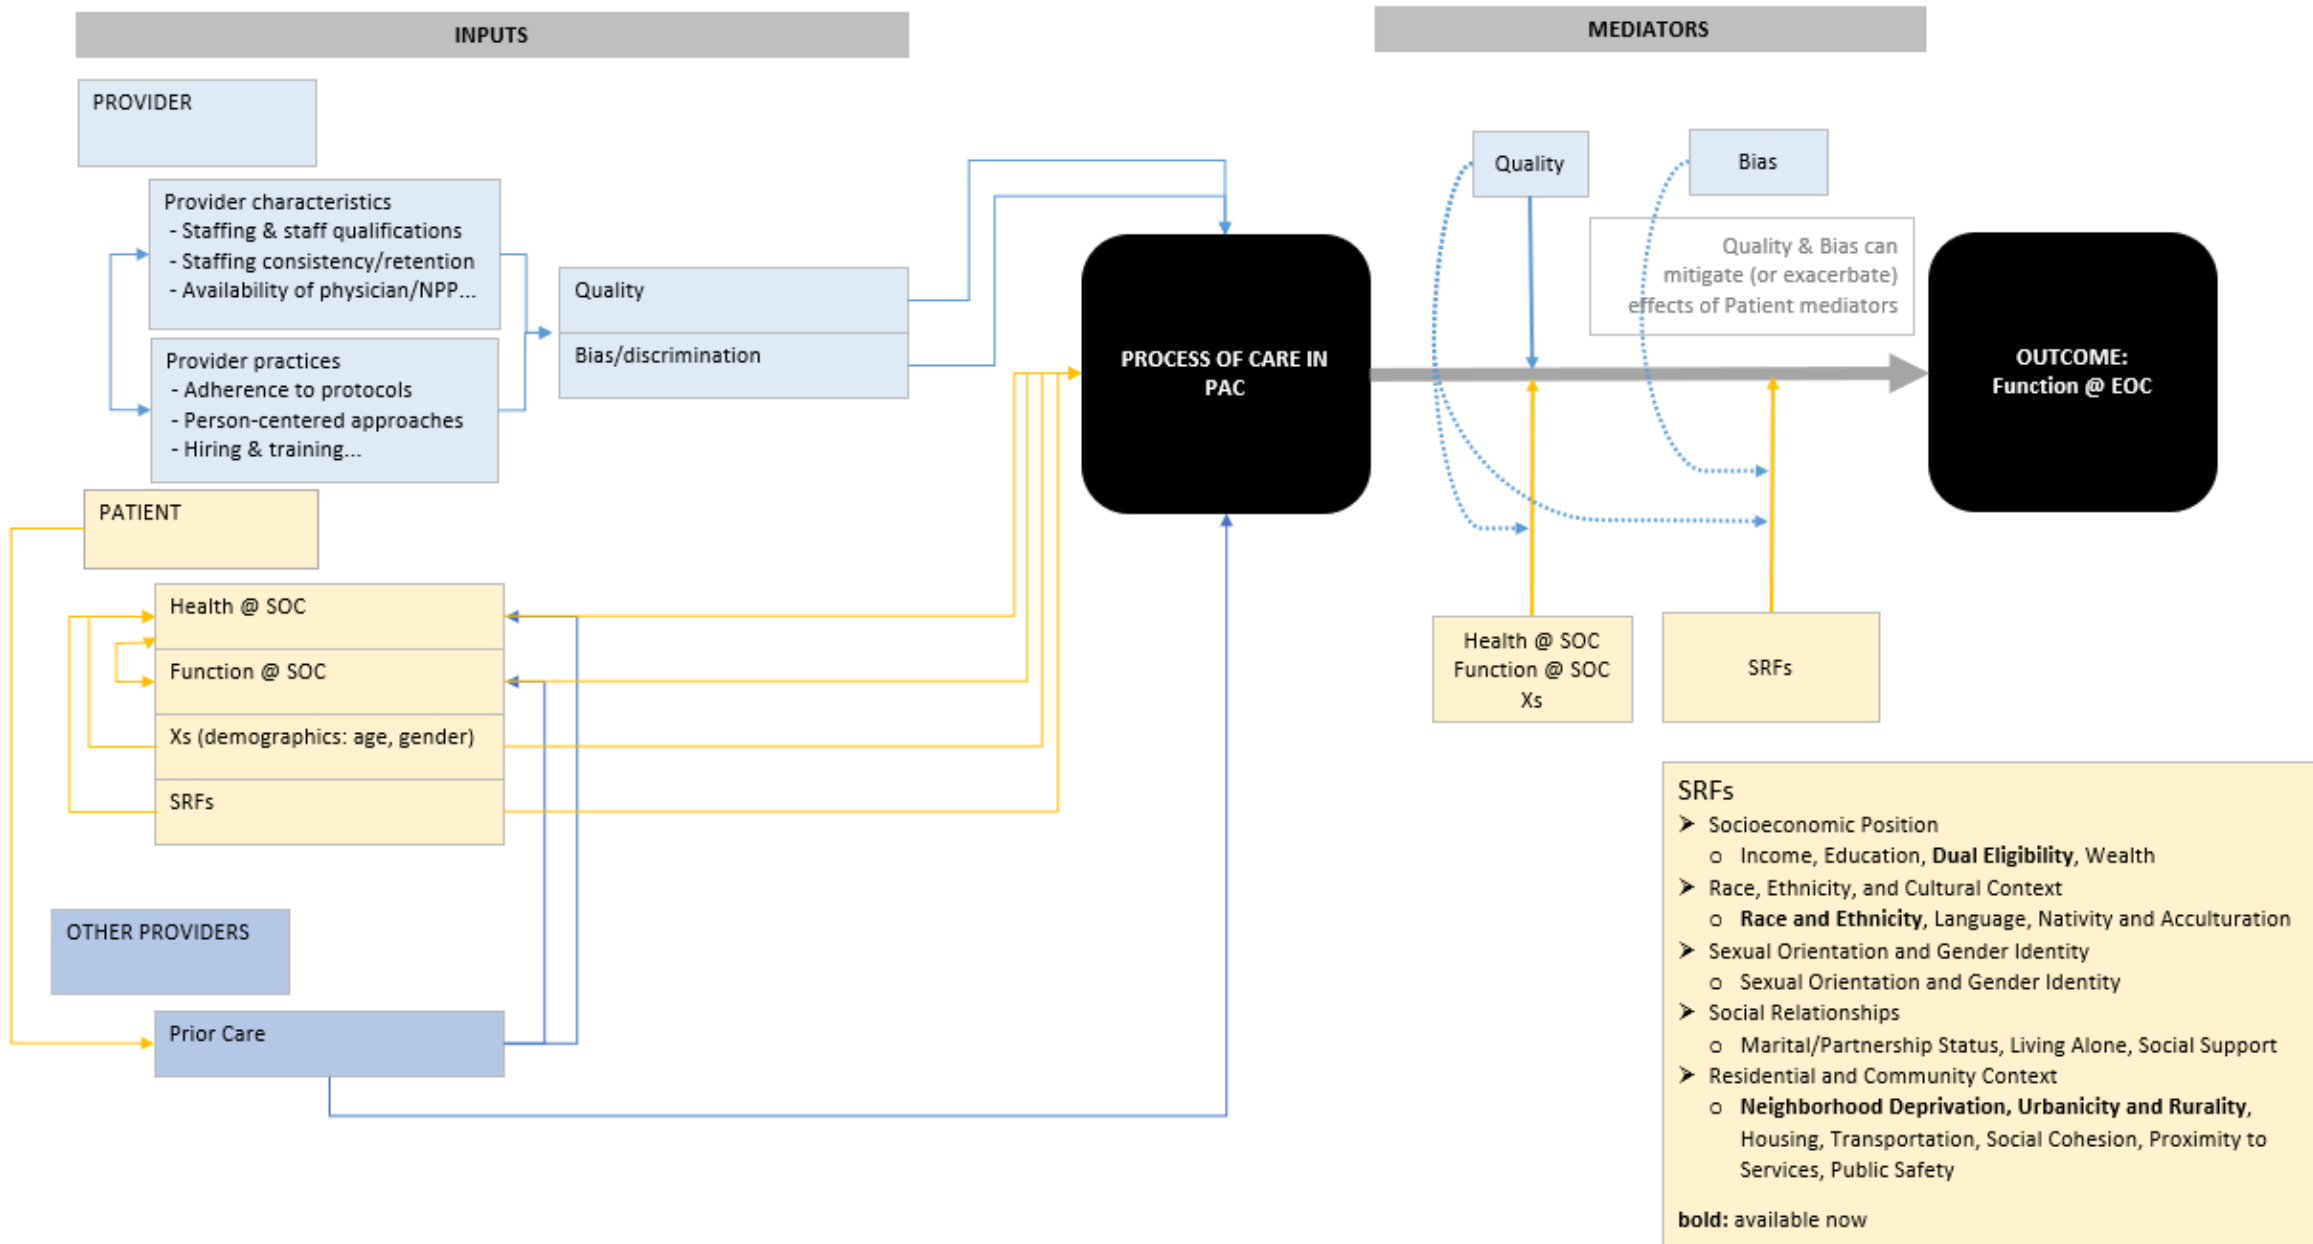 INPUTS
MEDIATORS
PROVIDER
Provider characteristics
- Staffing & staff qualifications
- Staffing consistency/retention
- Availability of physician/NPP...
Provider practices
- Adherence to protocols
- Person-centered approaches
- Hiring & training...
Quality
Bias/discrimination
PATIENT
Health @ SOC
Function @ SOC
Xs (demographics: age, gender)
SRFs
OTHER PROVIDERS
Prior Care
PROCESS OF CARE IN
PAC
Quality
Bias
Quality & Bias can
mitigate (or exacerbate)
effects of Patient mediators
OUTCOME:
Function @ EOC
Health @ SOC
Function @ SOC
Xs
SRFs
SRFs
➤ Socioeconomic Position
o Income, Education, Dual Eligibility, Wealth
➤ Race, Ethnicity, and Cultural Context
o Race and Ethnicity, Language, Nativity and Acculturation
➤ Sexual Orientation and Gender Identity
o Sexual Orientation and Gender Identity
➤ Social Relationships
o Marital/Partnership Status, Living Alone, Social Support
➤ Residential and Community Context
o Neighborhood Deprivation, Urbanicity and Rurality,
Housing, Transportation, Social Cohesion, Proximity to
Services, Public Safety
bold: available now